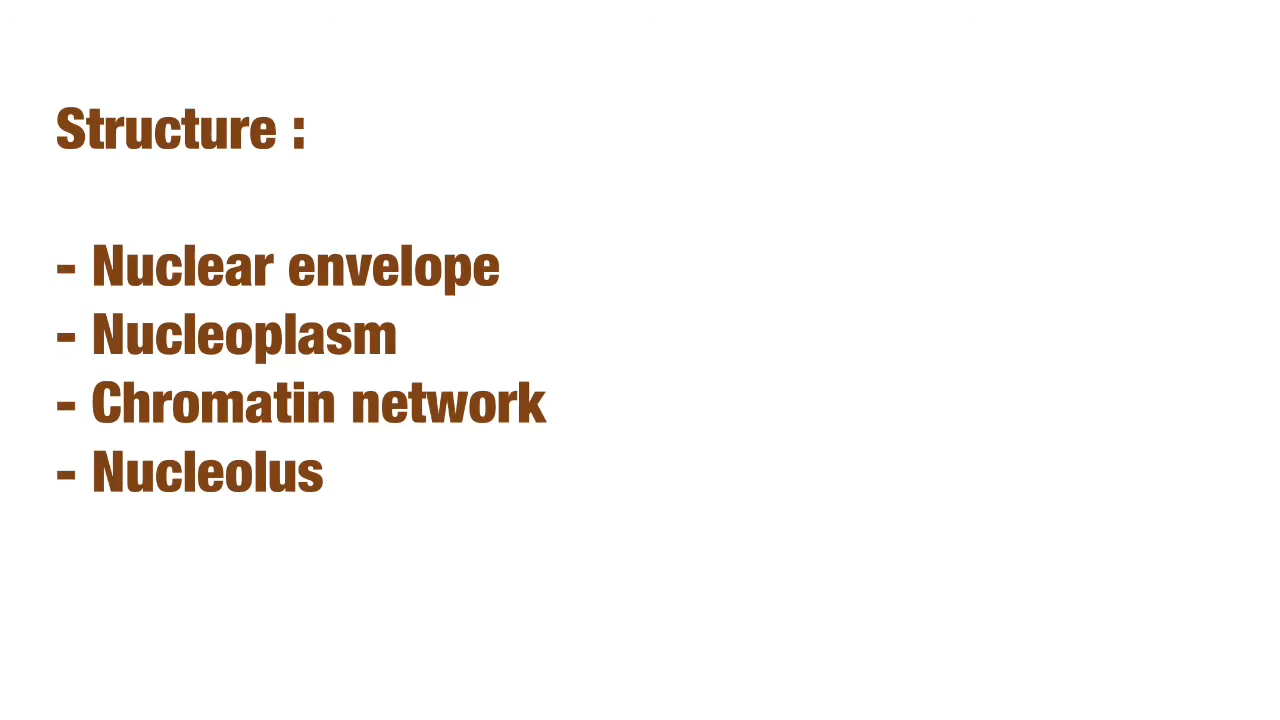 Structure :
- Nuclear envelope
- Nucleoplasm
- Chromatin network
- Nucleolus